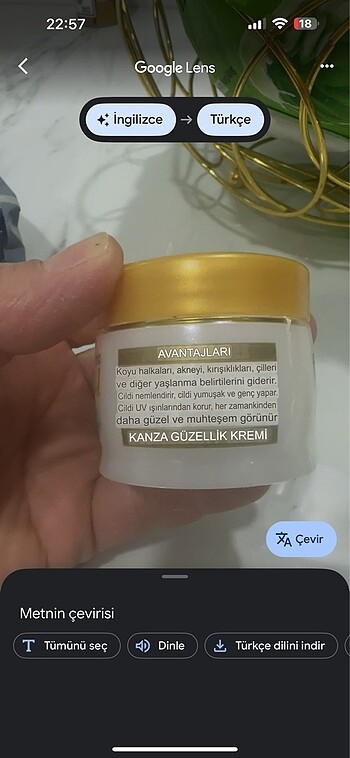 22:57
18
Google Lens
İngilizce → Türkçe
AVANTAJLARI
Koyu halkaları, akneyi, kırışıklıkları, çilleri
ve diğer yaşlanma belirtilerini giderir.
Cildi nemlendirir, cildi yumuşak ve genç yapar.
Cildi UV ışınlarından korur, her zamankinden
daha güzel ve muhteşem görünür
KANZA GÜZELLİK KREMİ
Çevir
Metnin çevirisi
Tümünü seç
Dinle
Türkçe dilini indir